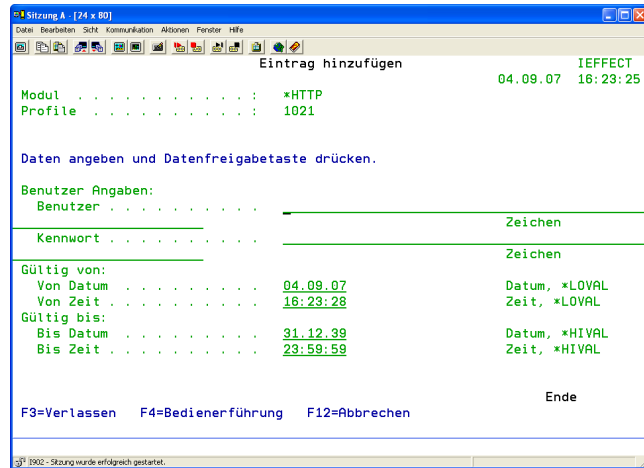 Sitzung A - [24 x 80]
Datei Bearbeiten Sicht Kommunikation Aktionen Fenster Hilfe
Eintrag hinzufügen IEFFECT
04.09.07 16:23:25
Modul . . . . . . . . . . . : *HTTP
Profile . . . . . . . . . . : 1021
Daten angeben und Datenfreigabetaste drücken.
Benutzer Angaben:
Benutzer . . . . . . . . . .
Zeichen
Kennwort . . . . . . . . . .
Zeichen
Gültig von:
Von Datum . . . . . . . . . 04.09.07 Datum, *LOVAL
Von Zeit . . . . . . . . . . 16:23:28 Zeit, *LOVAL
Gültig bis:
Bis Datum . . . . . . . . . 31.12.39 Datum, *HIVAL
Bis Zeit . . . . . . . . . . 23:59:59 Zeit, *HIVAL
Ende
F3=Verlassen F4=Bedienerführung F12=Abbrechen
I902 - Sitzung wurde erfolgreich gestartet.